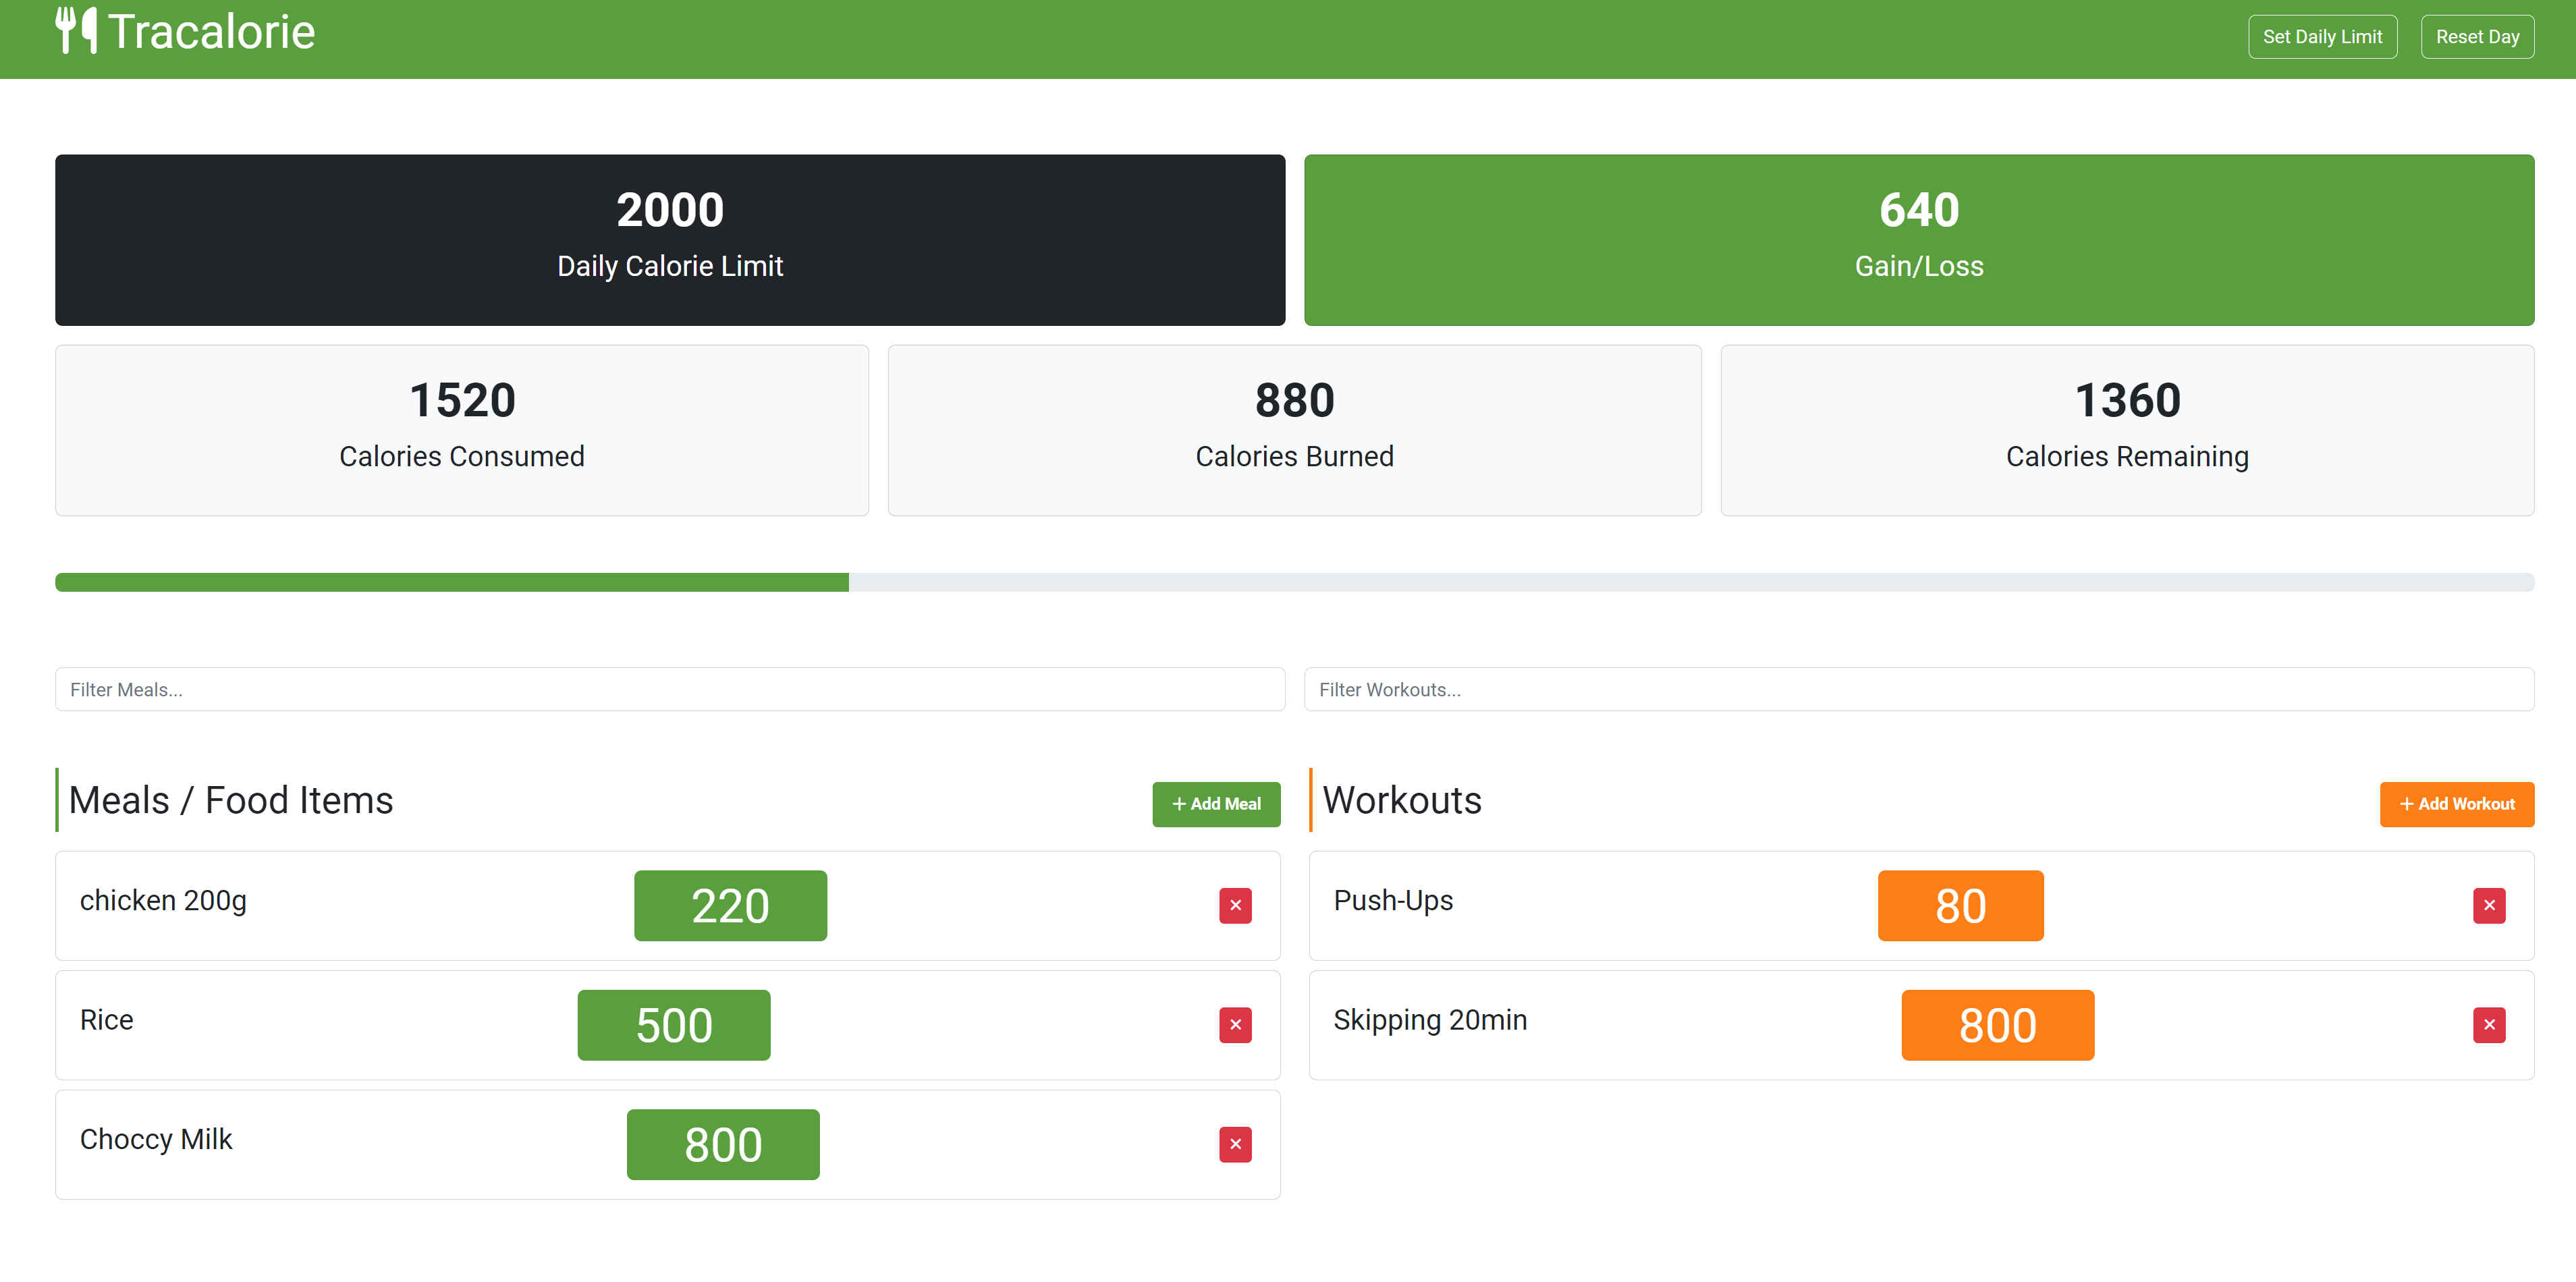 Tracalorie
Set Daily Limit
Reset Day
2000
Daily Calorie Limit
640
Gain/Loss
1520
Calories Consumed
880
Calories Burned
1360
Calories Remaining
Filter Meals...
Filter Workouts...
Meals / Food Items
+ Add Meal
chicken 200g
220
Rice
500
Choccy Milk
800
Workouts
+ Add Workout
Push-Ups
80
Skipping 20min
800